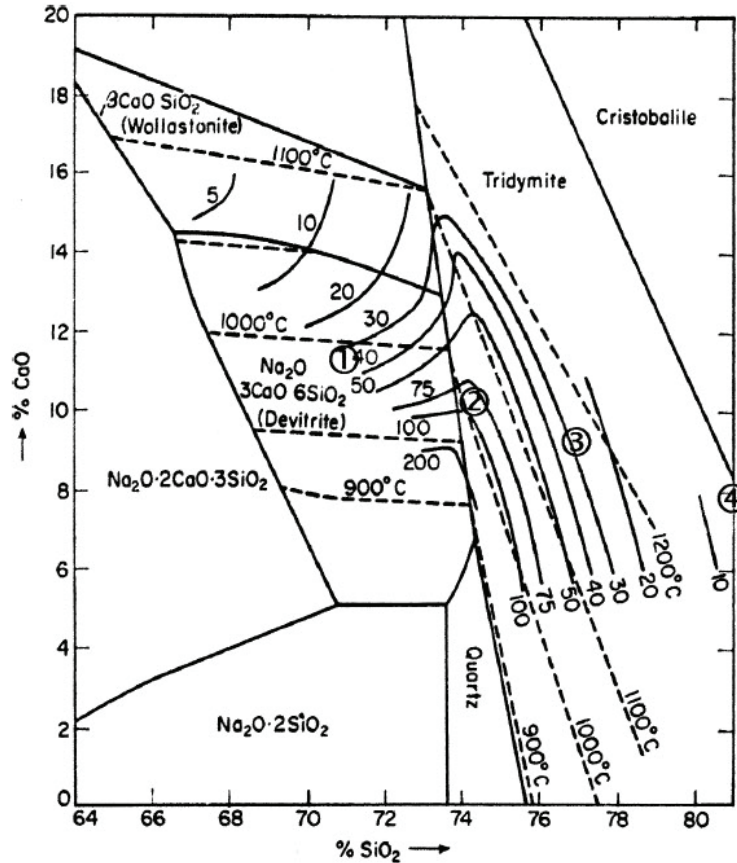 20
18
16
14
12
10
8
6
4
2
0
→ % CaO
βCaO SiO₂
(Wollastonite)
1100°C
5
10
20
30
40
50
75
100
200
1000°C
①
Na₂O
3CaO 6SiO₂
(Devitrite)
900°C
Na₂O·2CaO·3SiO₂
Na₂O·2SiO₂
Quartz
Tridymite
Cristobalile
②
③
④
100
75
50
40
30
20
10
1200°C
1100°C
1000°C
900°C
64
66
68
70
72
74
76
78
80
% SiO₂ →